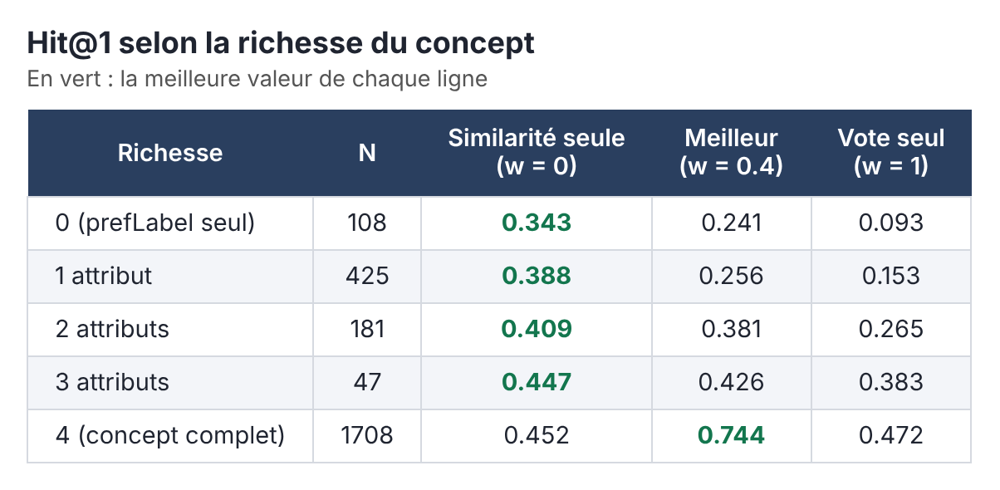 Hit@1 selon la richesse du concept
En vert : la meilleure valeur de chaque ligne
Richesse N Similarité seule (w = 0) Meilleur (w = 0.4) Vote seul (w = 1)
0 (prefLabel seul) 108 0.343 0.241 0.093
1 attribut 425 0.388 0.256 0.153
2 attributs 181 0.409 0.381 0.265
3 attributs 47 0.447 0.426 0.383
4 (concept complet) 1708 0.452 0.744 0.472